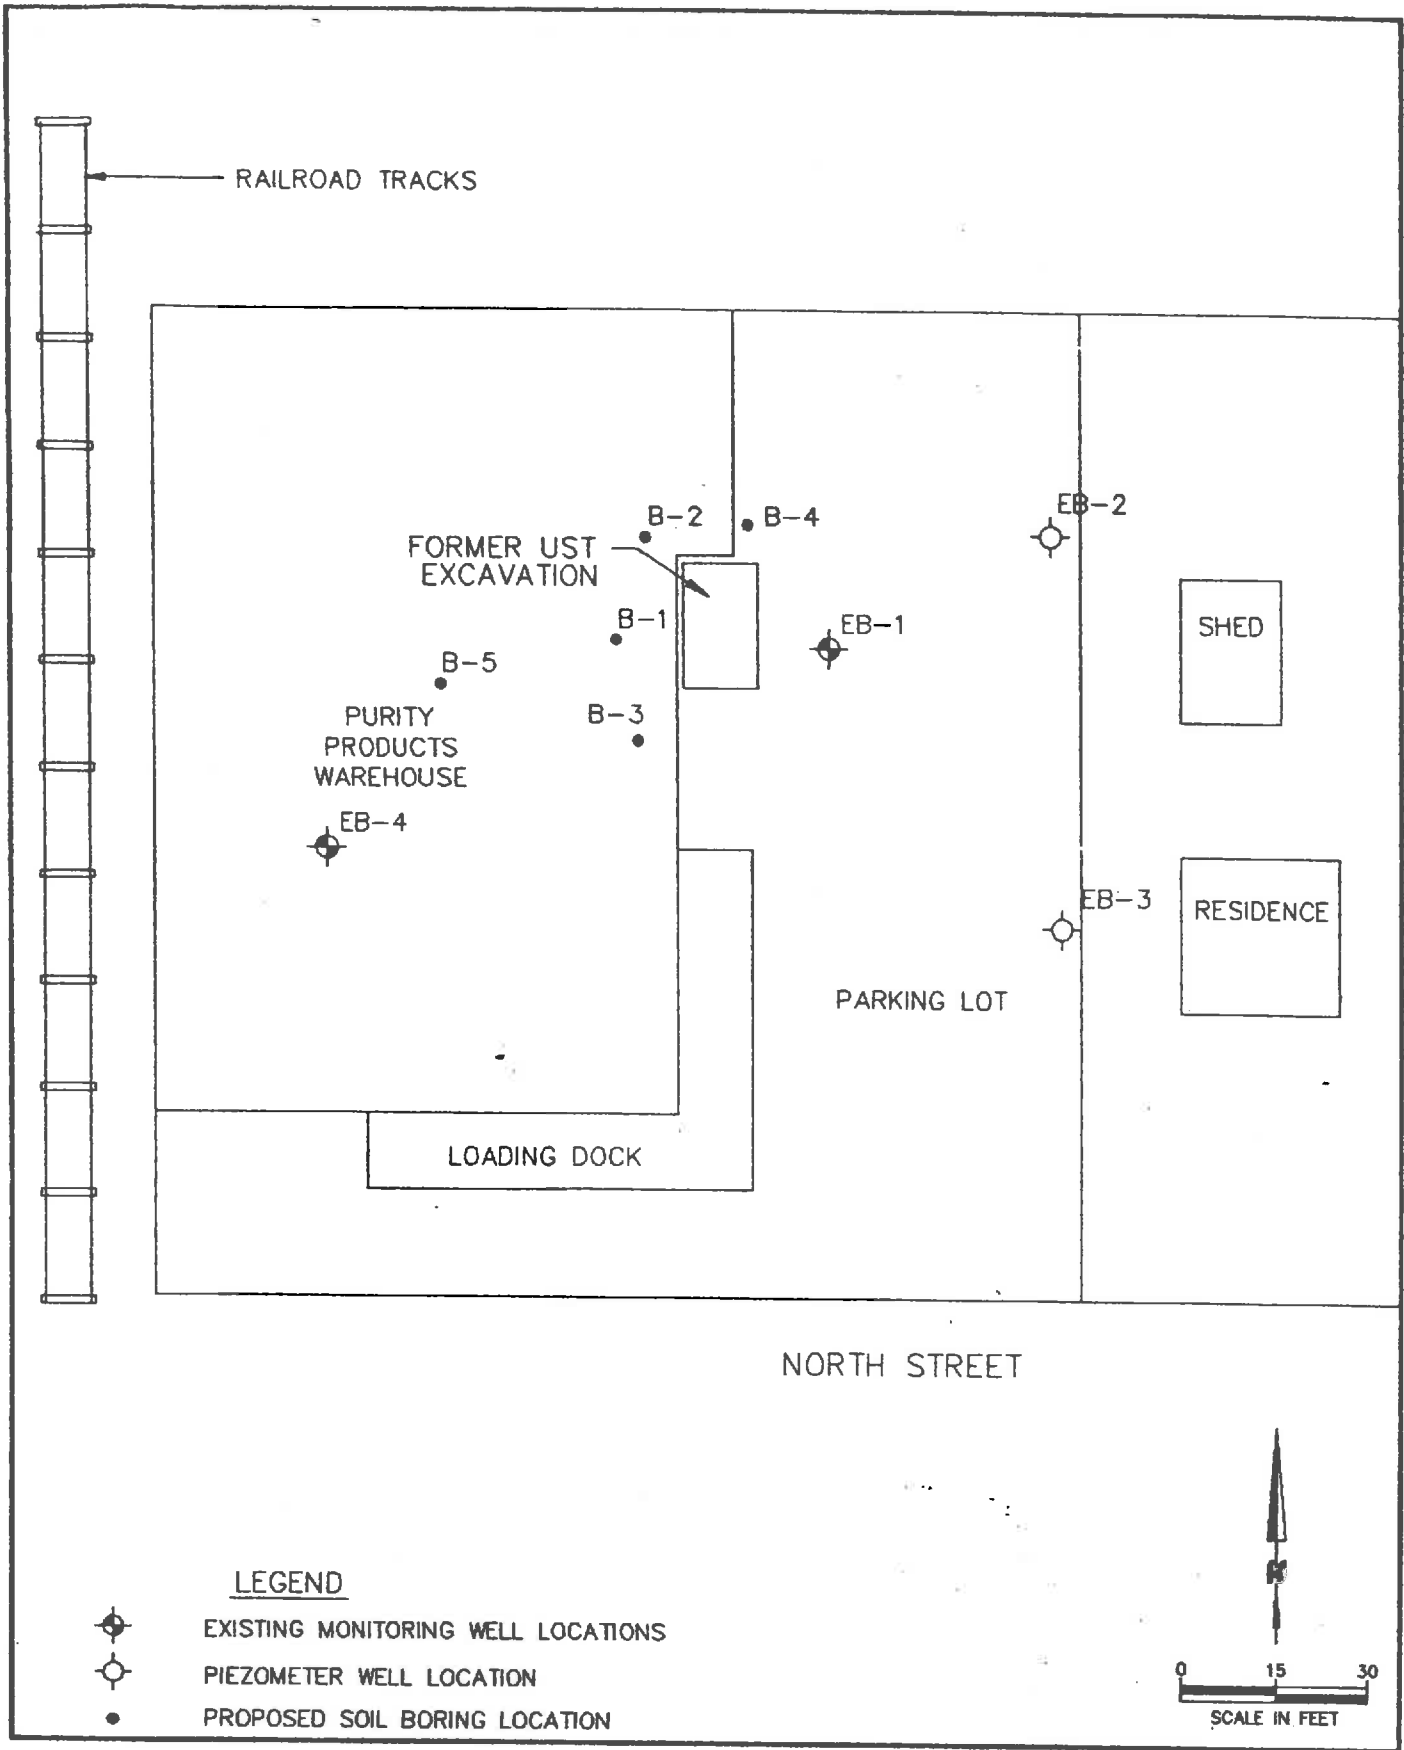 RAILROAD TRACKS
B-2
B-4
EB-2
FORMER UST
EXCAVATION
B-1
EB-1
SHED
B-5
B-3
PURITY
PRODUCTS
WAREHOUSE
EB-4
EB-3
RESIDENCE
PARKING LOT
LOADING DOCK
NORTH STREET
N
LEGEND
EXISTING MONITORING WELL LOCATIONS
PIEZOMETER WELL LOCATION
PROPOSED SOIL BORING LOCATION
0 15 30
SCALE IN FEET